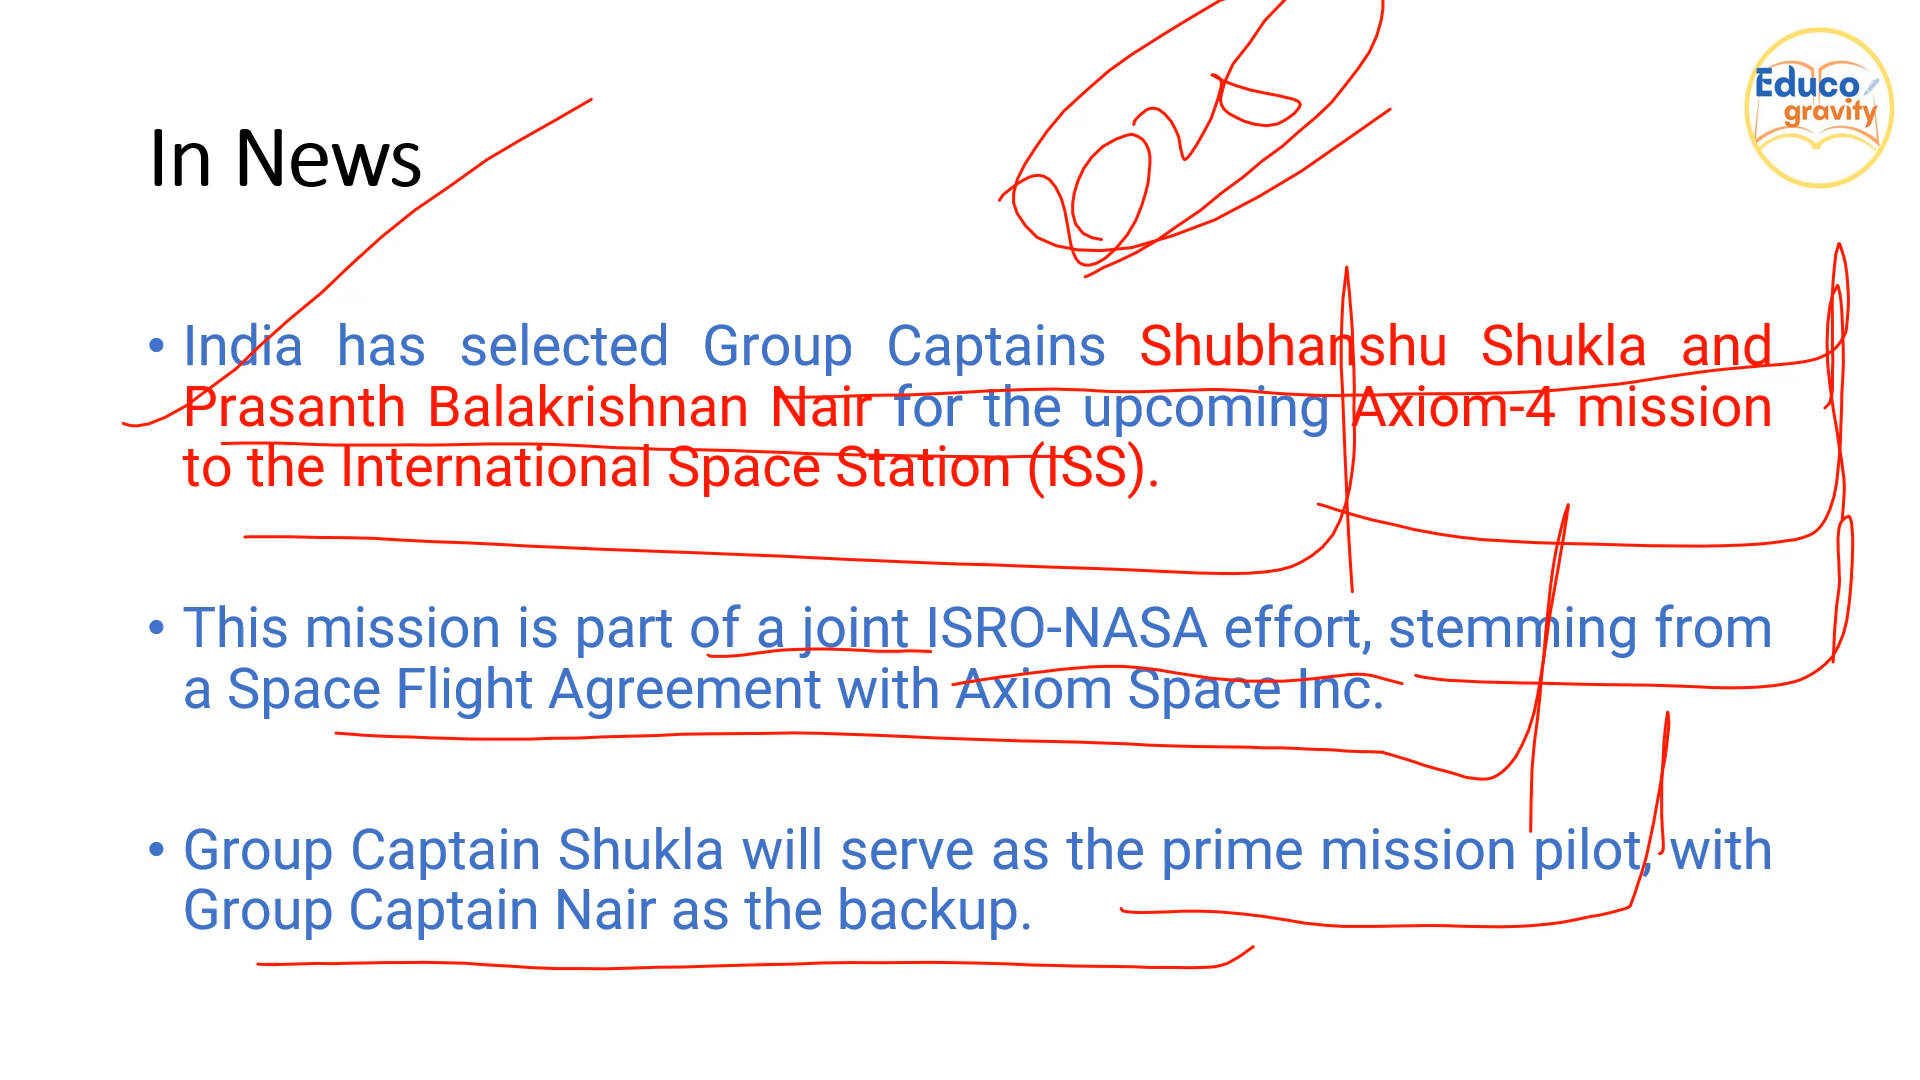 Educo
gravity
In News
• India has selected Group Captains Shubhanshu Shukla and
Prasanth Balakrishnan Nair for the upcoming Axiom-4 mission
to the International Space Station (ISS).
• This mission is part of a joint ISRO-NASA effort, stemming from
a Space Flight Agreement with Axiom Space Inc.
• Group Captain Shukla will serve as the prime mission pilot, with
Group Captain Nair as the backup.